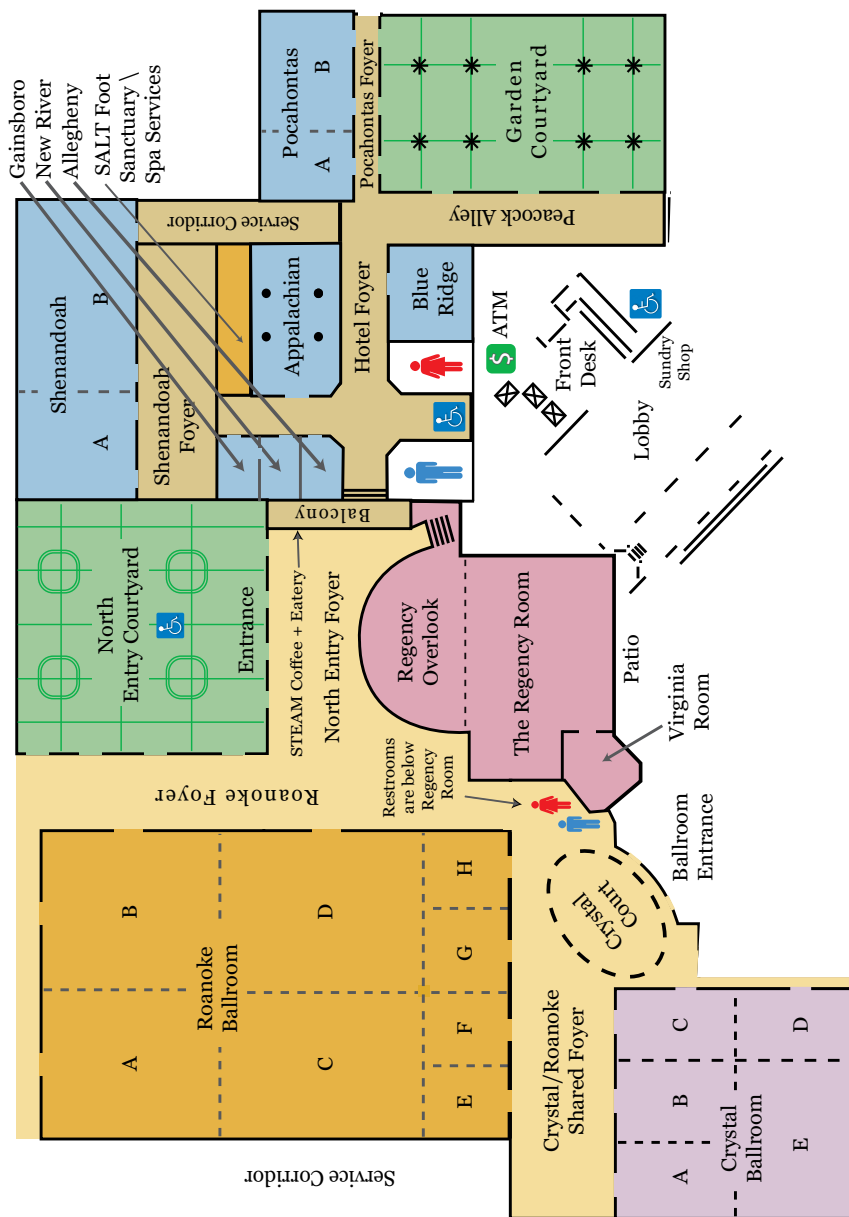 Gainsboro
New River
Allegheny
SALT Foot
Sanctuary \
Spa Services
Shenandoah
A
B
Shenandoah
Foyer
Service Corridor
Pocahontas
A
B
Pocahontas Foyer
Garden
Courtyard
Peacock Alley
Appalachian
Hotel Foyer
Blue
Ridge
$
ATM
Front
Desk
Sundry
Shop
Lobby
North
Entry Courtyard
Entrance
Balcony
STEAM Coffee + Eatery
North Entry Foyer
Regency
Overlook
The Regency Room
Patio
Virginia
Room
Restrooms
are below
Regency
Room
Roanoke Foyer
Roanoke
Ballroom
A
B
C
D
E
F
G
H
Crystal
Court
Ballroom
Entrance
Crystal/Roanoke
Shared Foyer
Service Corridor
Crystal
Ballroom
A
B
C
D
E